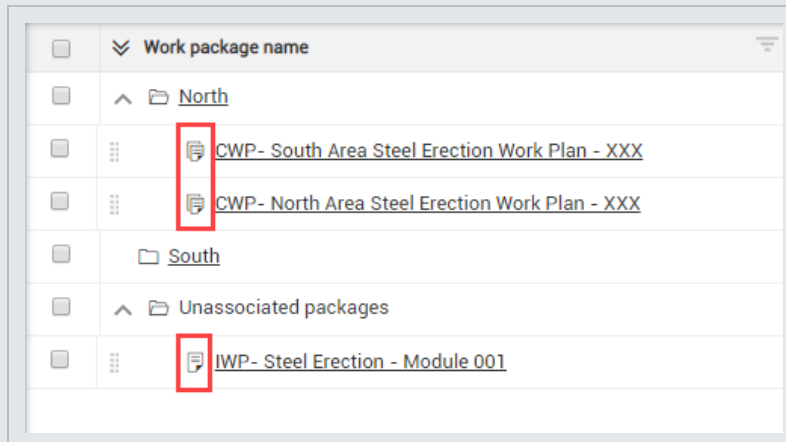 Work package name
North
CWP- South Area Steel Erection Work Plan - XXX
CWP- North Area Steel Erection Work Plan - XXX
South
Unassociated packages
IWP- Steel Erection - Module 001